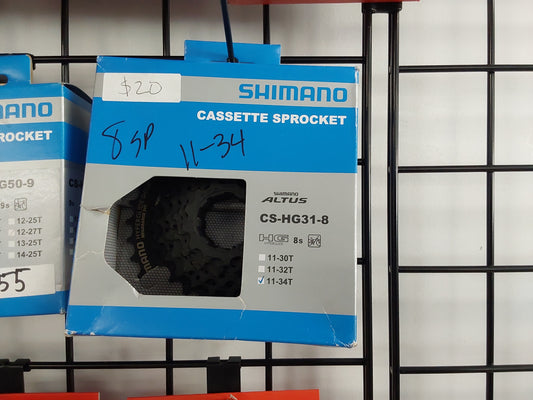 $20
SHIMANO
CASSETTE SPROCKET
8 SP
11-34
SHIMANO
ALTUS
CS-HG31-8
HG 8s
11-30T
11-32T
11-34T
SHIMANO
SHIMANO
SPROCKET
G50-9
9s
12-25T
12-27T
13-25T
14-25T
55